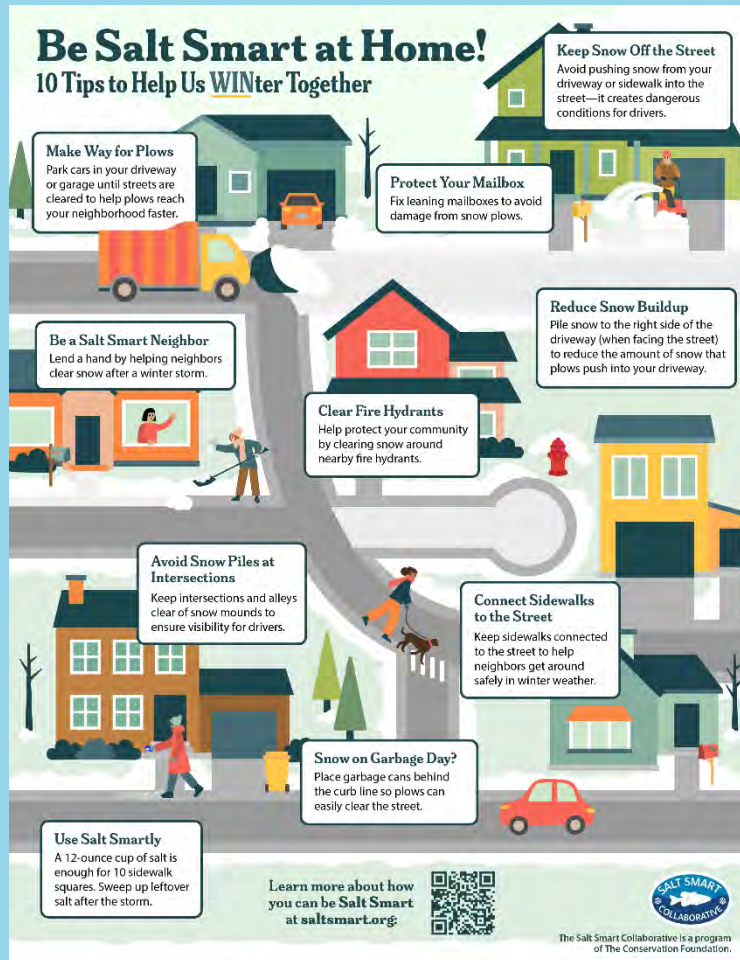 Be Salt Smart at Home!
10 Tips to Help Us WINter Together
Keep Snow Off the Street
Avoid pushing snow from your
driveway or sidewalk into the
street—it creates dangerous
conditions for drivers.
Make Way for Plows
Park cars in your driveway
or garage until streets are
cleared to help plows reach
your neighborhood faster.
Protect Your Mailbox
Fix leaning mailboxes to avoid
damage from snow plows.
Reduce Snow Buildup
Pile snow to the right side of the
driveway (when facing the street)
to reduce the amount of snow that
plows push into your driveway.
Be a Salt Smart Neighbor
Lend a hand by helping neighbors
clear snow after a winter storm.
Clear Fire Hydrants
Help protect your community
by clearing snow around
nearby fire hydrants.
Avoid Snow Piles at
Intersections
Keep intersections and alleys
clear of snow mounds to
ensure visibility for drivers.
Connect Sidewalks
to the Street
Keep sidewalks connected
to the street to help
neighbors get around
safely in winter weather.
Snow on Garbage Day?
Place garbage cans behind
the curb line so plows can
easily clear the street.
Use Salt Smartly
A 12-ounce cup of salt is
enough for 10 sidewalk
squares. Sweep up leftover
salt after the storm.
Learn more about how
you can be Salt Smart
at saltsmart.org:
SALT SMART
COLLABORATIVE
The Salt Smart Collaborative is a program
of The Conservation Foundation.